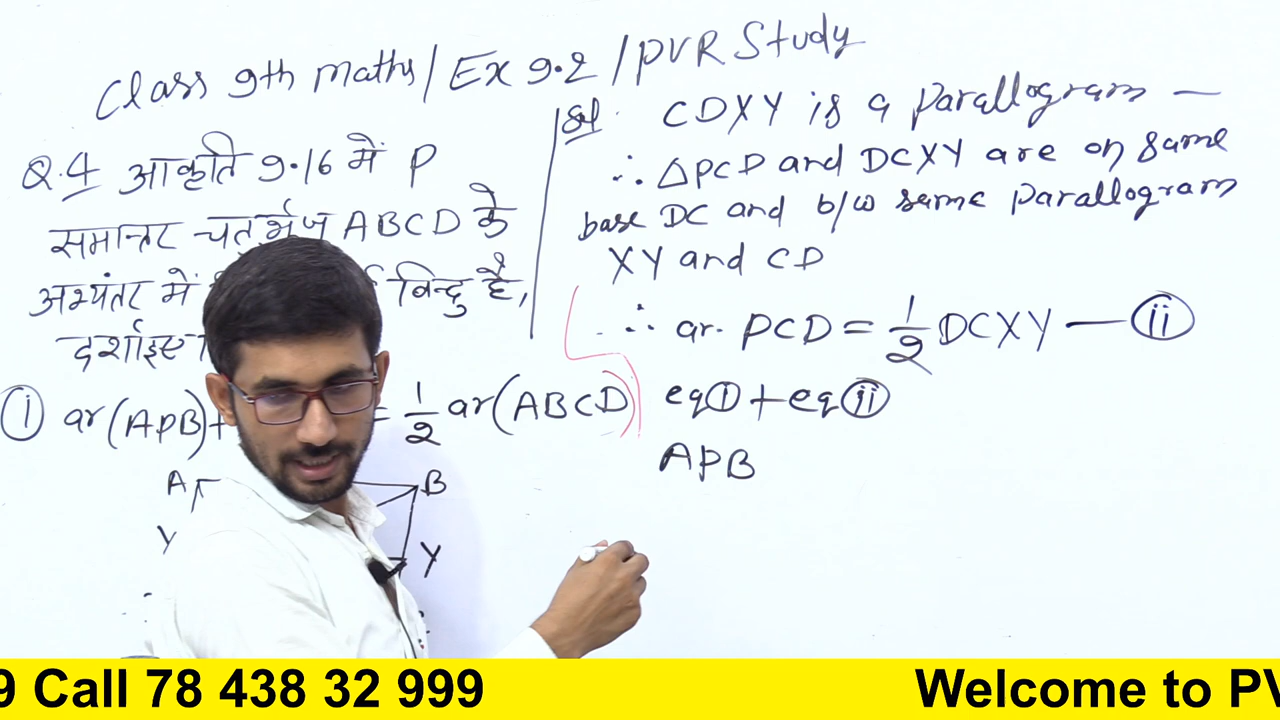 Class 9th maths/Ex 9.2/PVR Study
Q.4 आकृति 9.16 में P
समान्तर चतुर्भुज ABCD के
अभ्यंतर में बिन्दु है,
दर्शाइए
(i) ar(APB)+ = 1/2 ar(ABCD)
A B
Y Y
Sol. CDXY is a Parallogram —
∴ △PCD and DCXY are on same
base DC and b/w same Parallogram
XY and CD
∴ ar. PCD = 1/2 DCXY — (ii)
eq(i) + eq(ii)
APB
9 Call 78 438 32 999 Welcome to PV